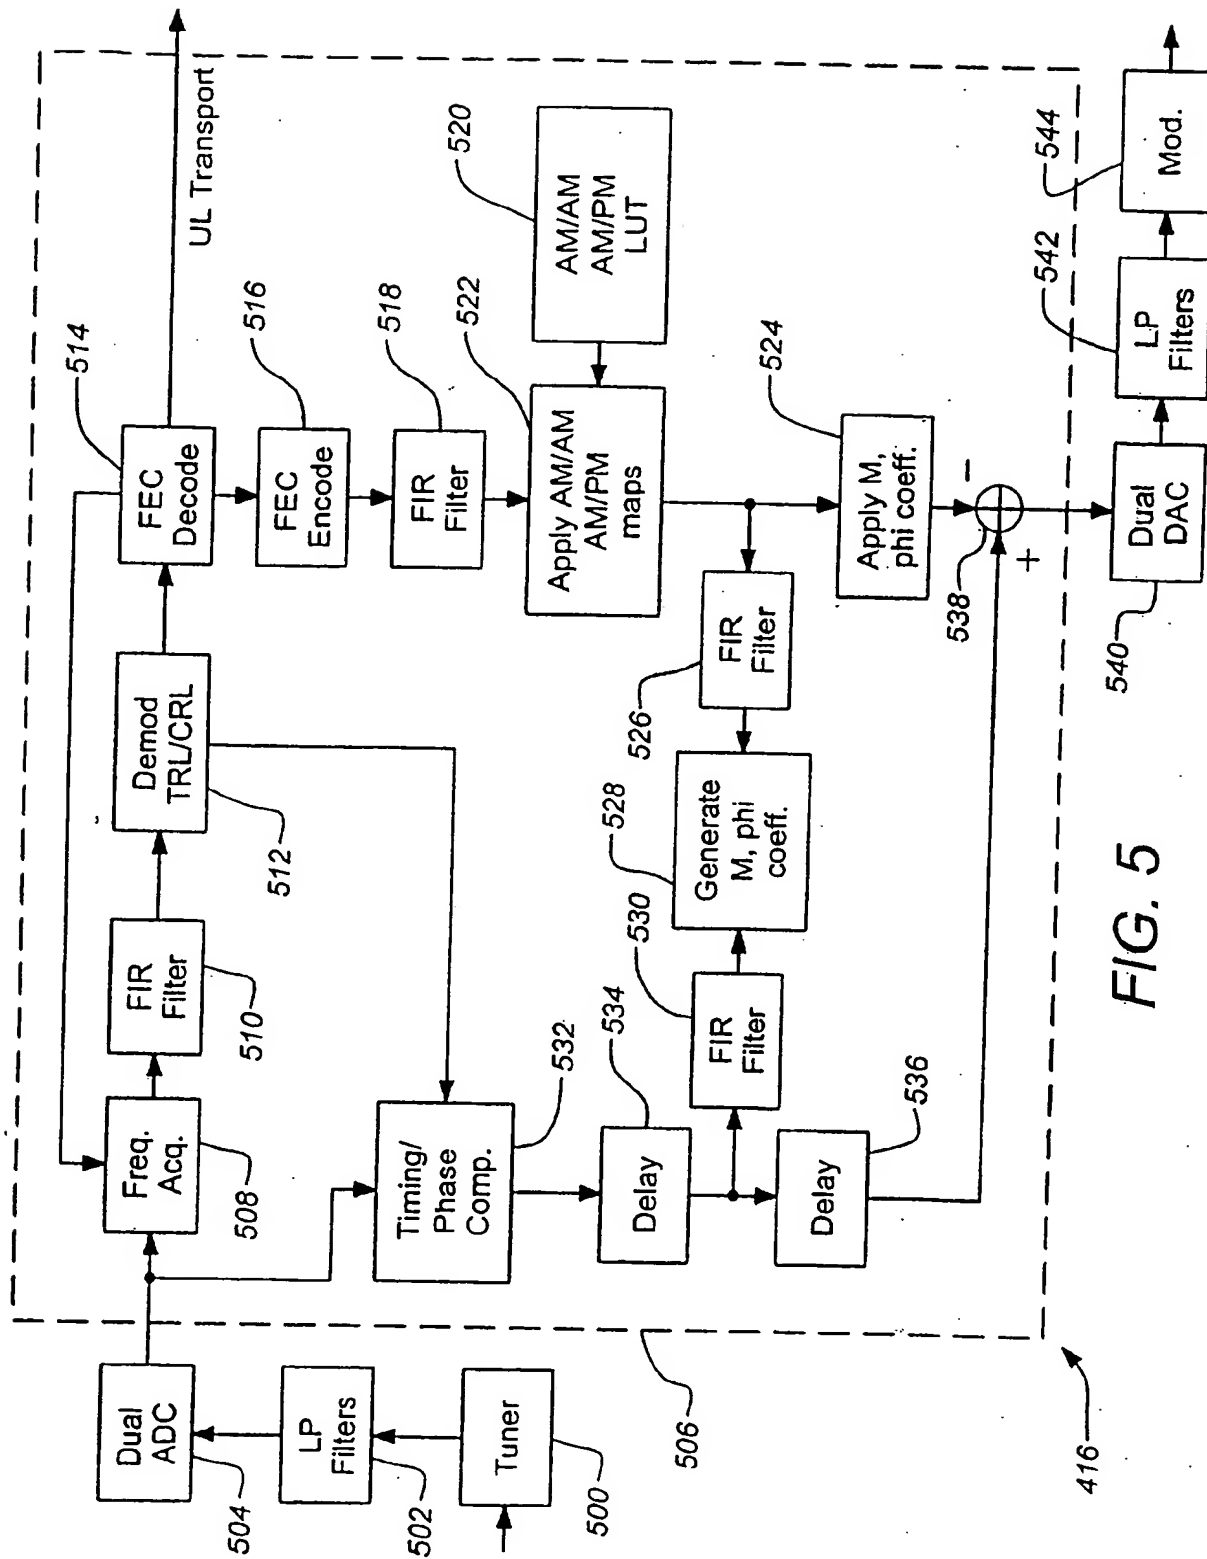 UL Transport
514
FEC
Decode
516
FEC
Encode
518
FIR
Filter
520
AM/AM
AM/PM
LUT
522
Apply AM/AM
AM/PM
maps
524
Apply M,
phi coeff.
Demod
TRL/CRL
512
FIR
Filter
510
Freq.
Acq.
508
Timing/
Phase
Comp.
532
Delay
534
FIR
Filter
530
Generate
M, phi
coeff.
528
FIR
Filter
526
Delay
536
−
+
538
Dual
ADC
504
LP
Filters
502
Tuner
500
506
416
Dual
DAC
540
LP
Filters
542
Mod.
544
FIG. 5